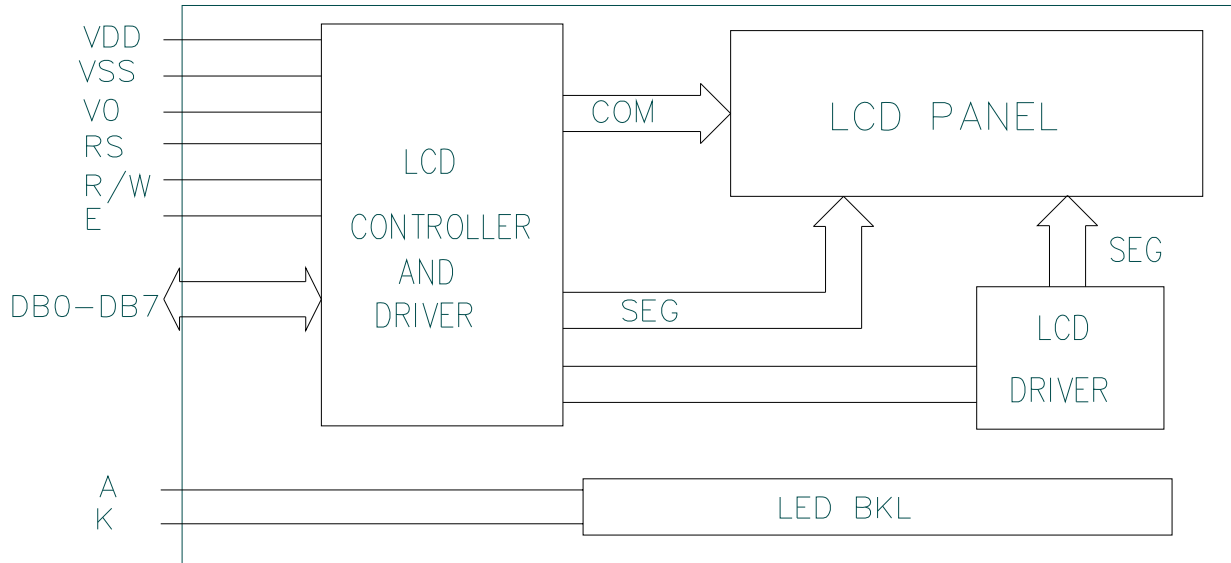 VDD
VSS
V0
RS
R/W
E
DB0-DB7
LCD
CONTROLLER
AND
DRIVER
COM
LCD PANEL
SEG
SEG
LCD
DRIVER
A
K
LED BKL